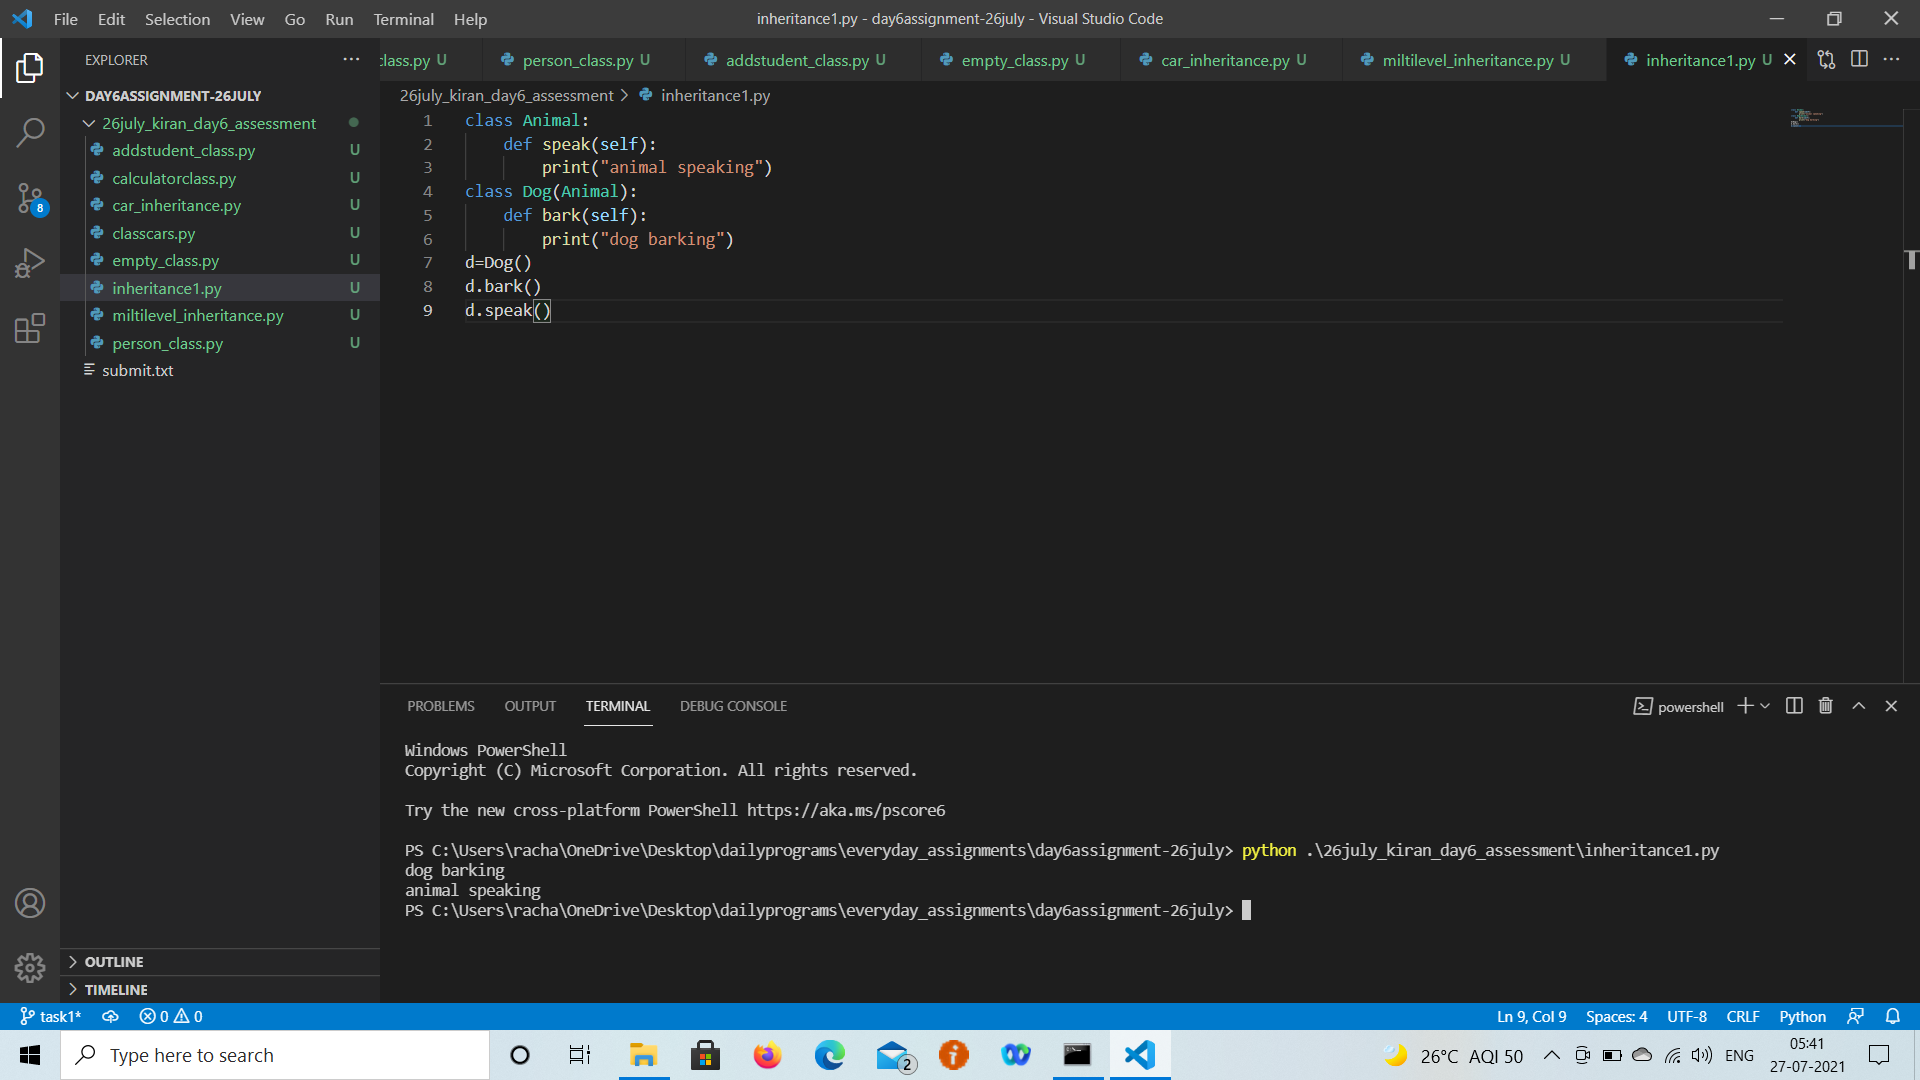 File Edit Selection View Go Run Terminal Help
inheritance1.py - day6assignment-26july - Visual Studio Code
EXPLORER
class.py U person_class.py U addstudent_class.py U empty_class.py U car_inheritance.py U miltilevel_inheritance.py U inheritance1.py U
DAY6ASSIGNMENT-26JULY
26july_kiran_day6_assessment
addstudent_class.py U
calculatorclass.py U
car_inheritance.py U
classcars.py U
empty_class.py U
inheritance1.py U
miltilevel_inheritance.py U
person_class.py U
submit.txt
8
OUTLINE
TIMELINE
26july_kiran_day6_assessment > inheritance1.py
1 class Animal:
2 def speak(self):
3 print("animal speaking")
4 class Dog(Animal):
5 def bark(self):
6 print("dog barking")
7 d=Dog()
8 d.bark()
9 d.speak()
PROBLEMS OUTPUT TERMINAL DEBUG CONSOLE
powershell
Windows PowerShell
Copyright (C) Microsoft Corporation. All rights reserved.
Try the new cross-platform PowerShell https://aka.ms/pscore6
PS C:\Users\racha\OneDrive\Desktop\dailyprograms\everyday_assignments\day6assignment-26july> python .\26july_kiran_day6_assessment\inheritance1.py
dog barking
animal speaking
PS C:\Users\racha\OneDrive\Desktop\dailyprograms\everyday_assignments\day6assignment-26july>
task1* 0 0
Ln 9, Col 9 Spaces: 4 UTF-8 CRLF Python
Type here to search
2
26°C AQI 50
ENG
05:41
27-07-2021